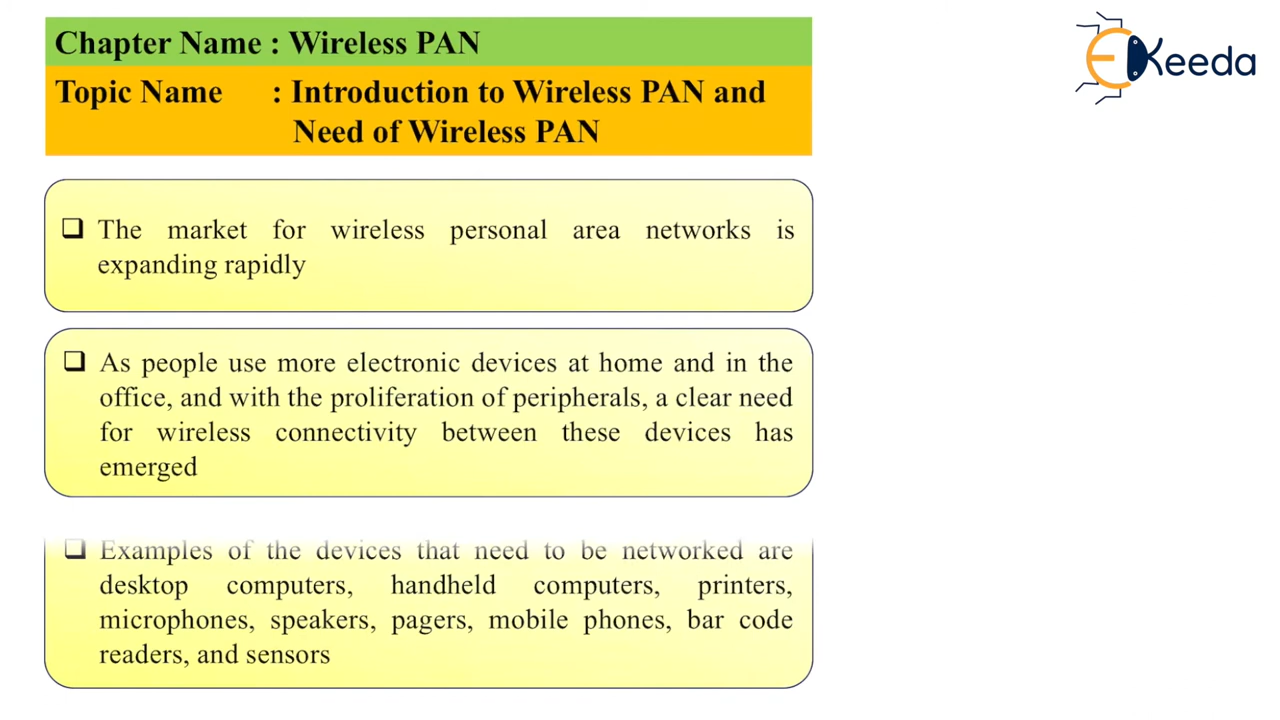 Chapter Name : Wireless PAN
Topic Name : Introduction to Wireless PAN and
Need of Wireless PAN
EKeeda
The market for wireless personal area networks is
expanding rapidly
As people use more electronic devices at home and in the
office, and with the proliferation of peripherals, a clear need
for wireless connectivity between these devices has
emerged
Examples of the devices that need to be networked are
desktop computers, handheld computers, printers,
microphones, speakers, pagers, mobile phones, bar code
readers, and sensors